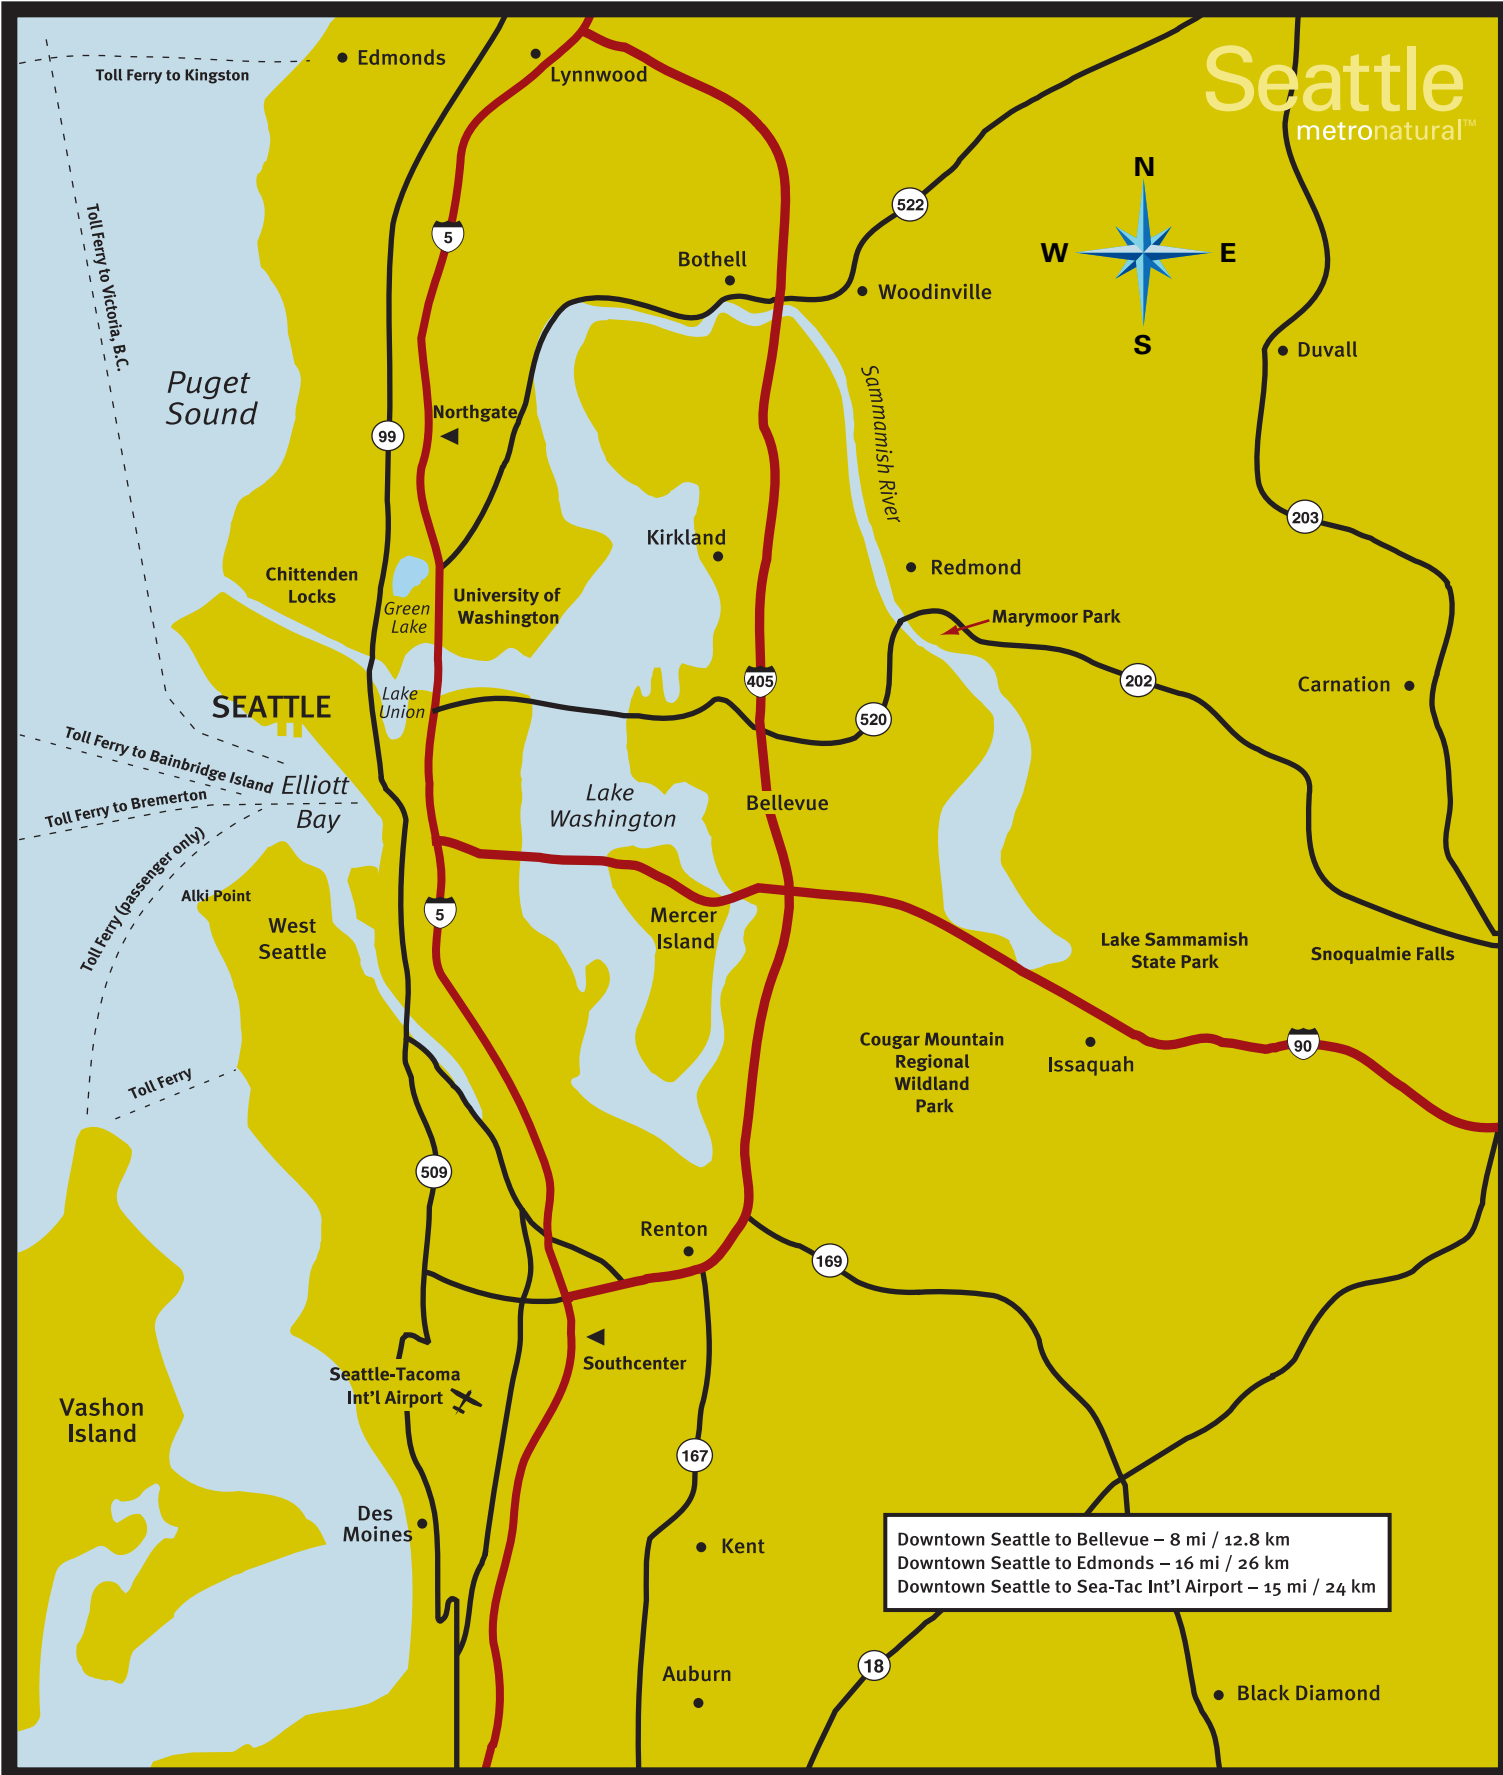 Edmonds
Lynnwood
Toll Ferry to Kingston
Seattle
metronatural™
N
522
Toll Ferry to Victoria, B.C.
5
W
E
Bothell
Woodinville
S
Duvall
Puget
Sound
Sammamish River
Northgate
99
203
Kirkland
Redmond
Chittenden
Locks
Green
Lake
University of
Washington
Marymoor Park
405
202
Carnation
SEATTLE
Lake
Union
520
Toll Ferry to Bainbridge Island
Elliott
Bay
Toll Ferry to Bremerton
Lake
Washington
Bellevue
Toll Ferry (passenger only)
Alki Point
5
West
Seattle
Mercer
Island
Lake Sammamish
State Park
Snoqualmie Falls
Cougar Mountain
Regional
Wildland
Park
Issaquah
90
Toll Ferry
509
Renton
169
Southcenter
Seattle-Tacoma
Int'l Airport
Vashon
Island
167
Des
Moines
Kent
Downtown Seattle to Bellevue – 8 mi / 12.8 km
Downtown Seattle to Edmonds – 16 mi / 26 km
Downtown Seattle to Sea-Tac Int'l Airport – 15 mi / 24 km
18
Auburn
Black Diamond